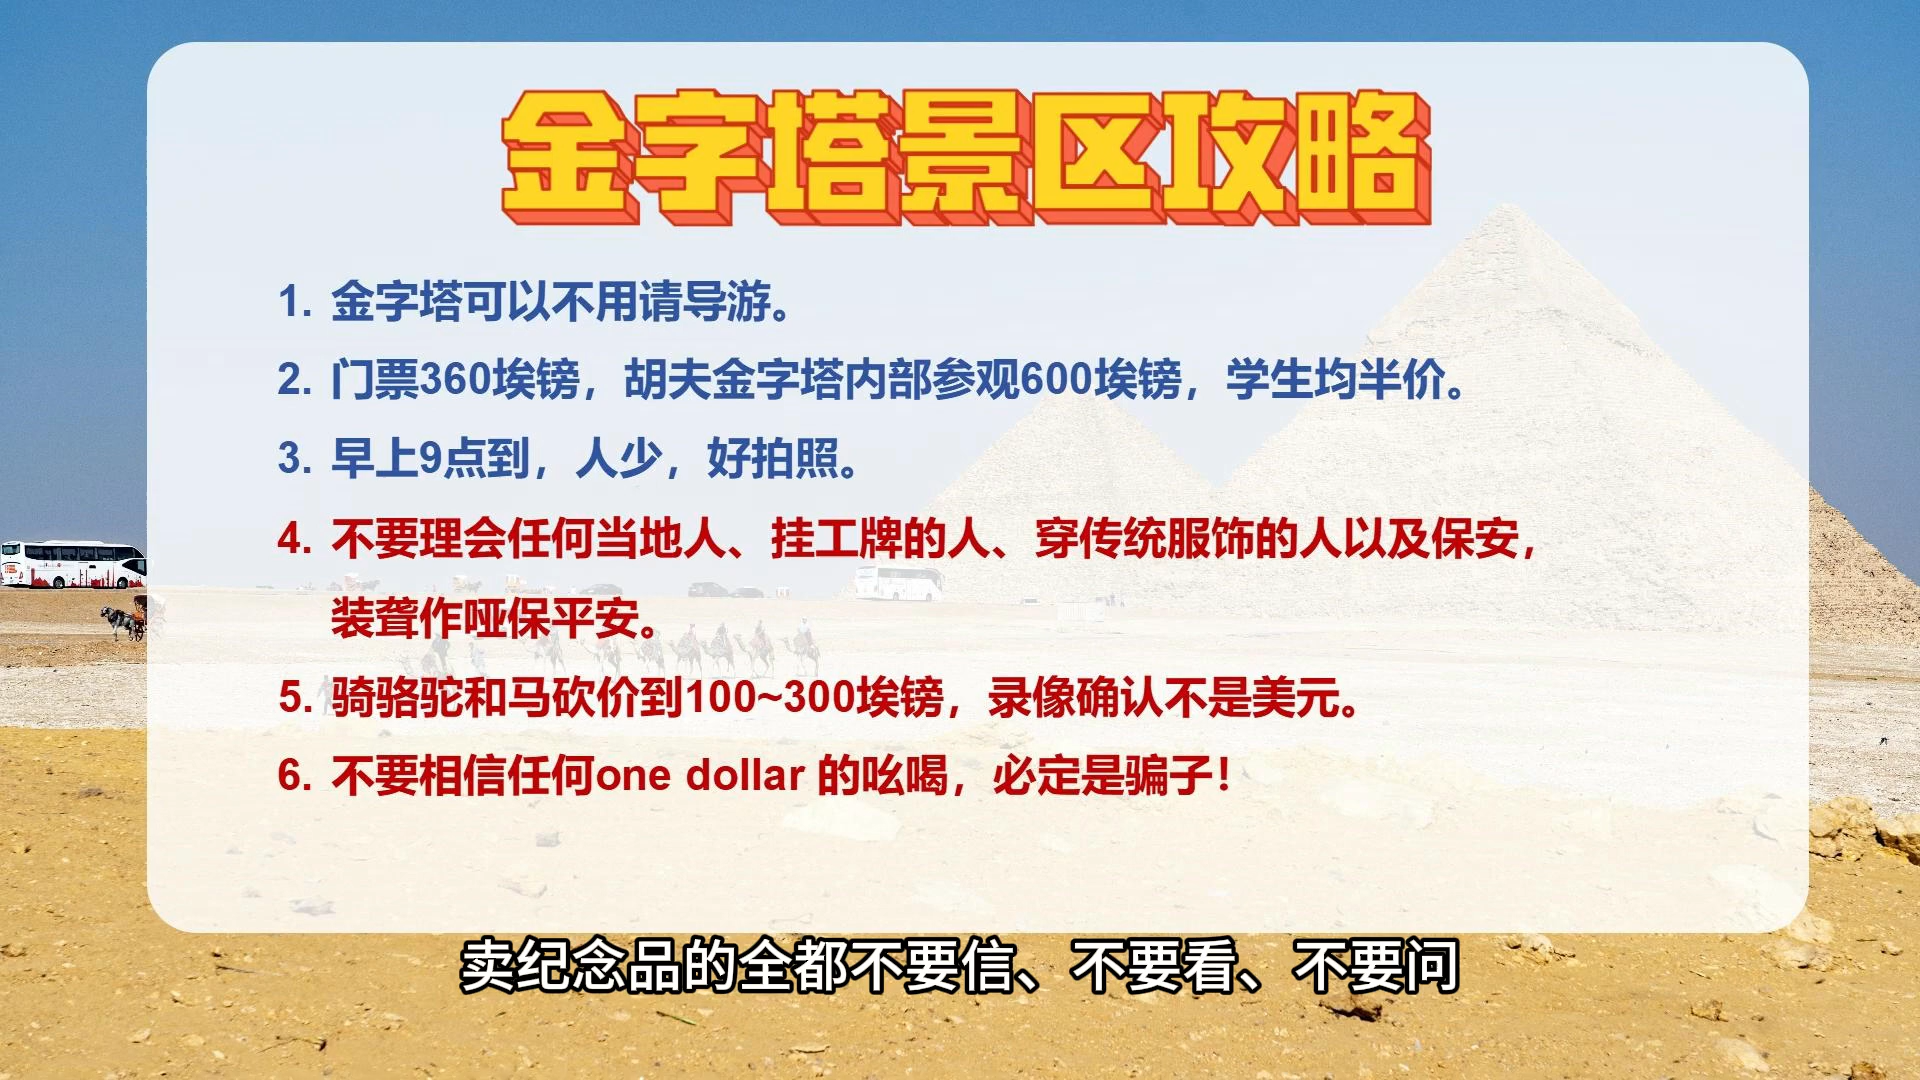 金字塔景区攻略
1. 金字塔可以不用请导游。
2. 门票360埃镑，胡夫金字塔内部参观600埃镑，学生均半价。
3. 早上9点到，人少，好拍照。
4. 不要理会任何当地人、挂工牌的人、穿传统服饰的人以及保安，
装聋作哑保平安。
5. 骑骆驼和马砍价到100~300埃镑，录像确认不是美元。
6. 不要相信任何one dollar 的吆喝，必定是骗子！
卖纪念品的全都不要信、不要看、不要问